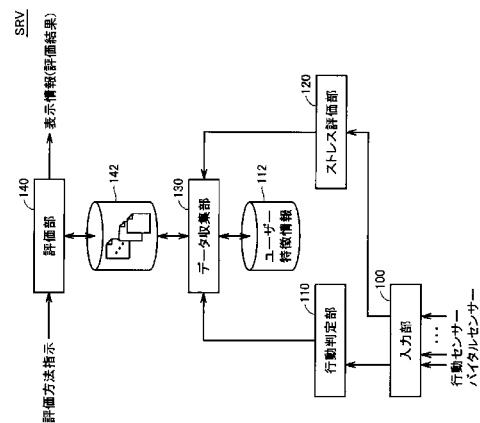 SRV
評価方法指示
140
評価部
表示情報(評価結果)
142
130
データ収集部
112
ユーザー
特徴情報
120
ストレス評価部
110
行動判定部
100
入力部
...
行動センサー
バイタルセンサー